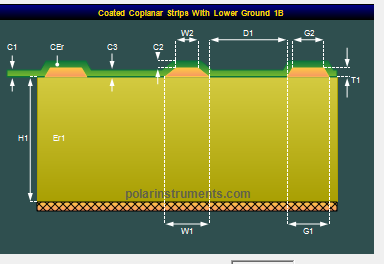 Coated Coplanar Strips With Lower Ground 1B
W2 D1 G2
C1 CEr C3 C2
T1
H1 Er1
polarinstruments.com
W1 G1